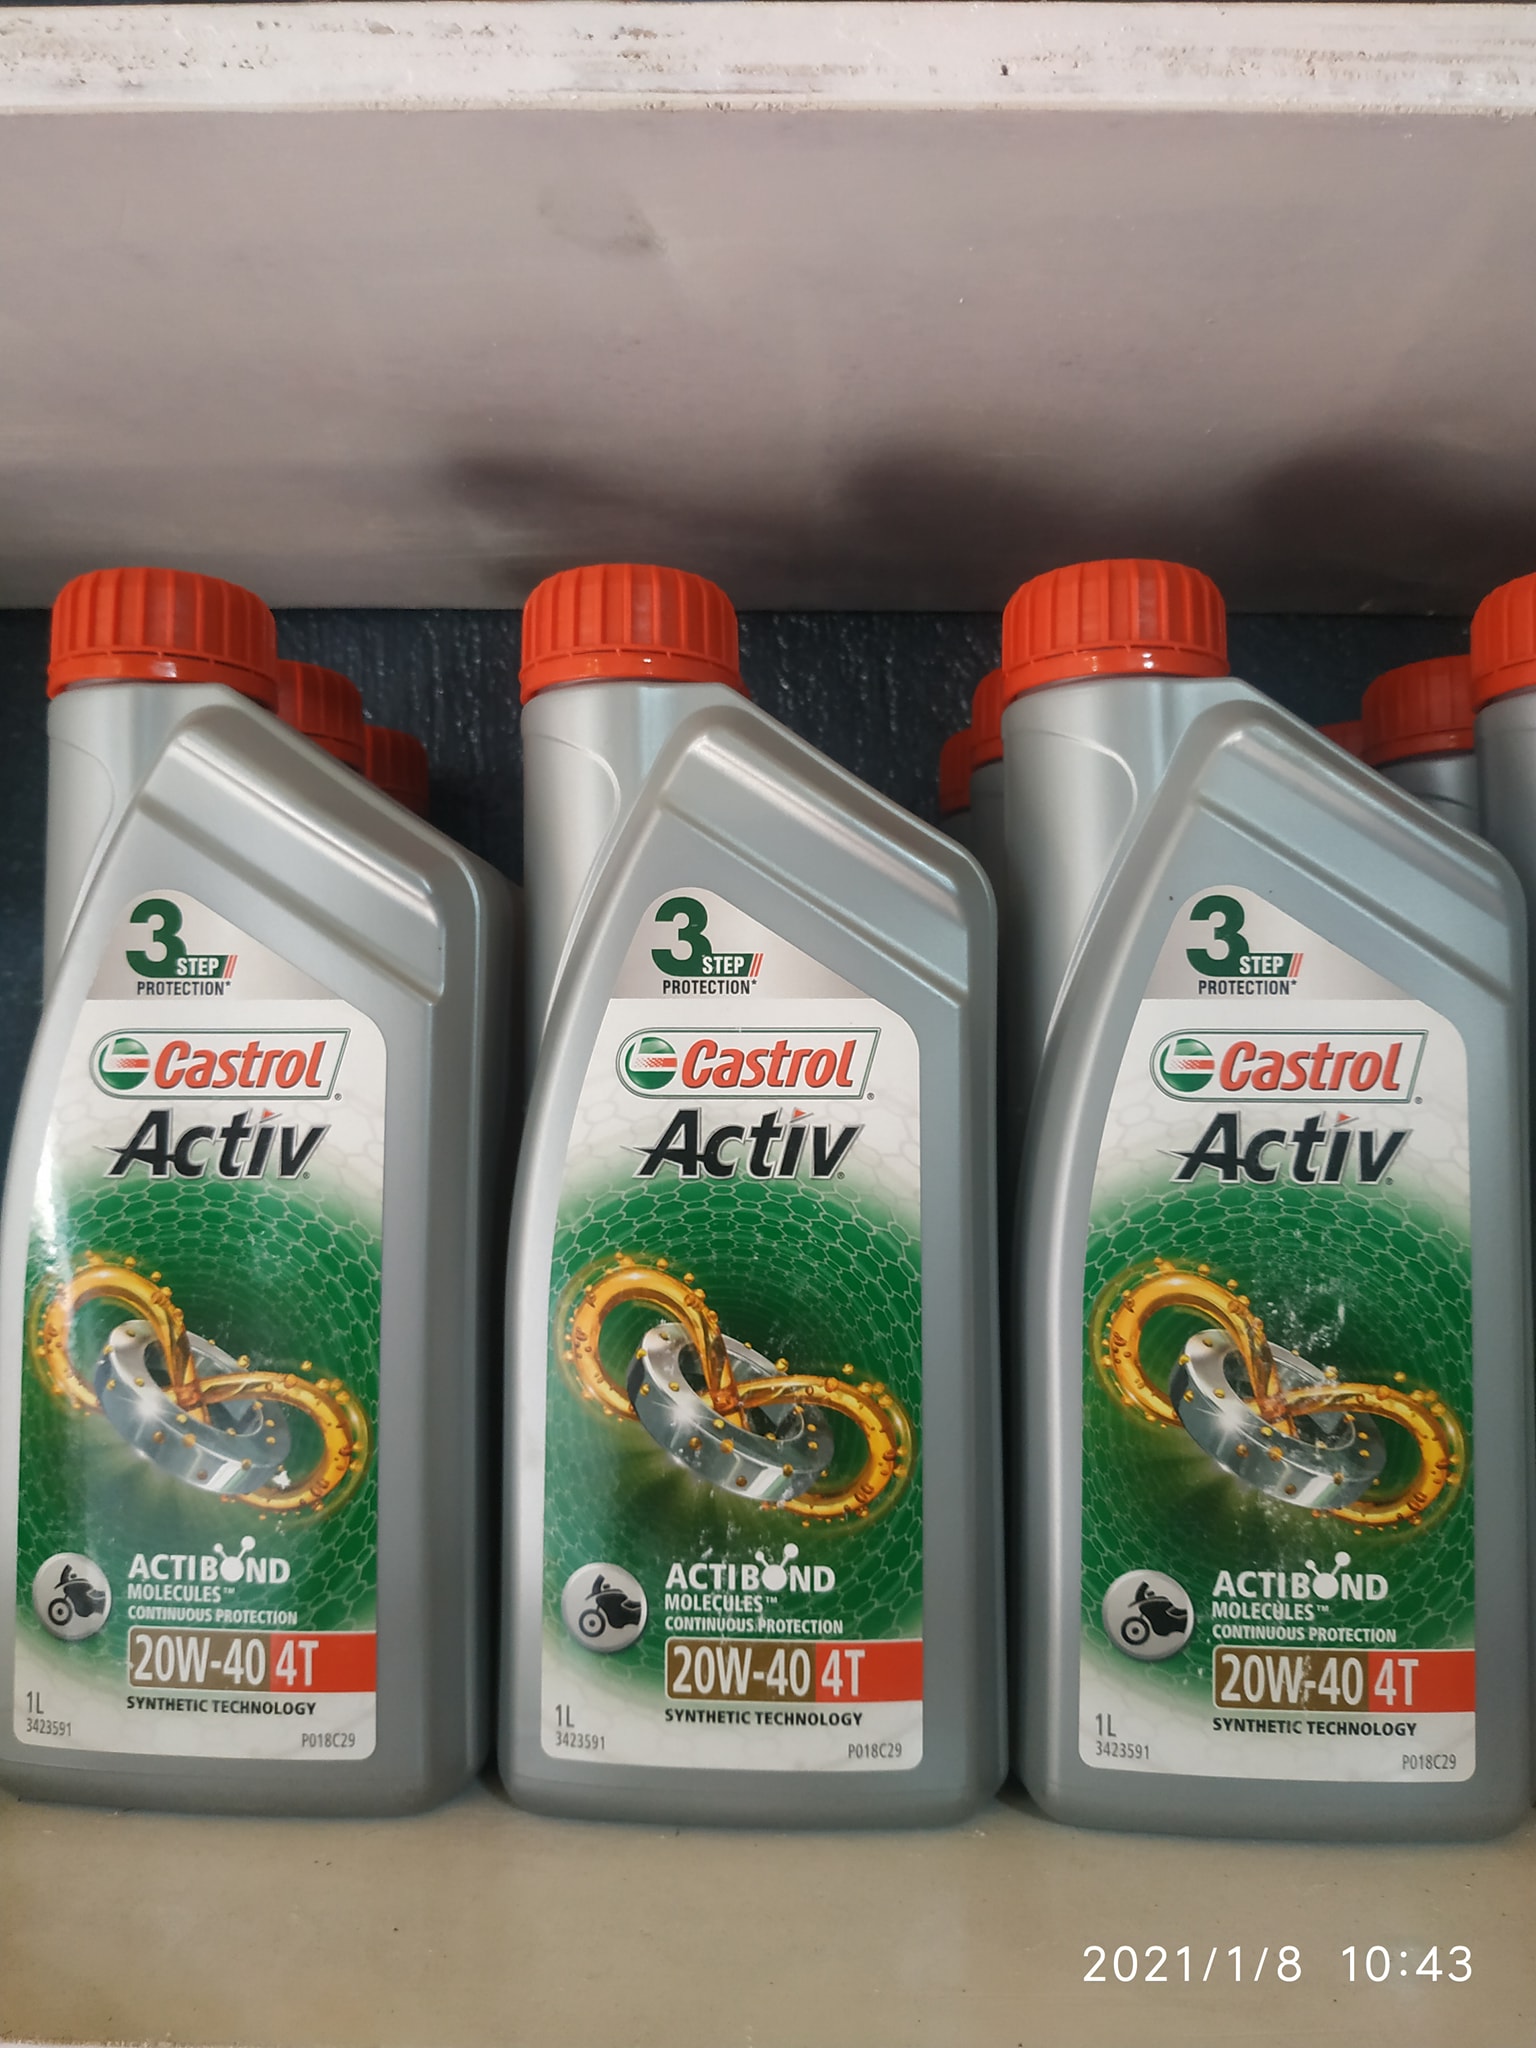 3
STEP
PROTECTION*
Castrol
Activ
ACTIBOND
MOLECULES™
CONTINUOUS PROTECTION
20W-40 4T
SYNTHETIC TECHNOLOGY
1L
3423591
P018C29
3
STEP
PROTECTION*
Castrol
Activ
ACTIBOND
MOLECULES™
CONTINUOUS PROTECTION
20W-40 4T
SYNTHETIC TECHNOLOGY
1L
3423591
P018C29
3
STEP
PROTECTION*
Castrol
Activ
ACTIBOND
MOLECULES™
CONTINUOUS PROTECTION
20W-40 4T
SYNTHETIC TECHNOLOGY
1L
3423591
P018C29
2021/1/8 10:43